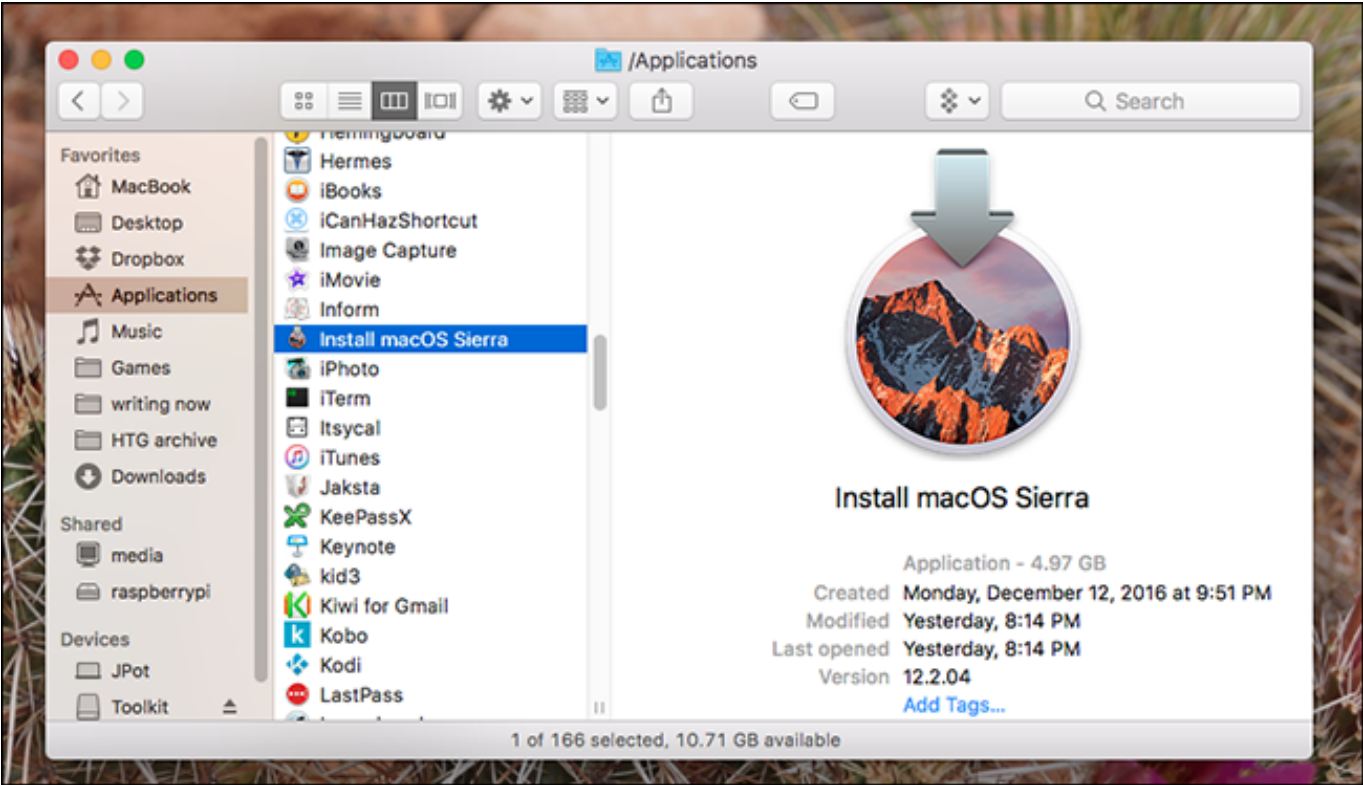 /Applications
Search
Favorites
MacBook
Desktop
Dropbox
Applications
Music
Games
writing now
HTG archive
Downloads
Shared
media
raspberrypi
Devices
JPot
Toolkit
Hemingboard
Hermes
iBooks
iCanHazShortcut
Image Capture
iMovie
Inform
Install macOS Sierra
iPhoto
iTerm
Itsycal
iTunes
Jaksta
KeePassX
Keynote
kid3
Kiwi for Gmail
Kobo
Kodi
LastPass
Install macOS Sierra
Application - 4.97 GB
Created Monday, December 12, 2016 at 9:51 PM
Modified Yesterday, 8:14 PM
Last opened Yesterday, 8:14 PM
Version 12.2.04
Add Tags...
1 of 166 selected, 10.71 GB available